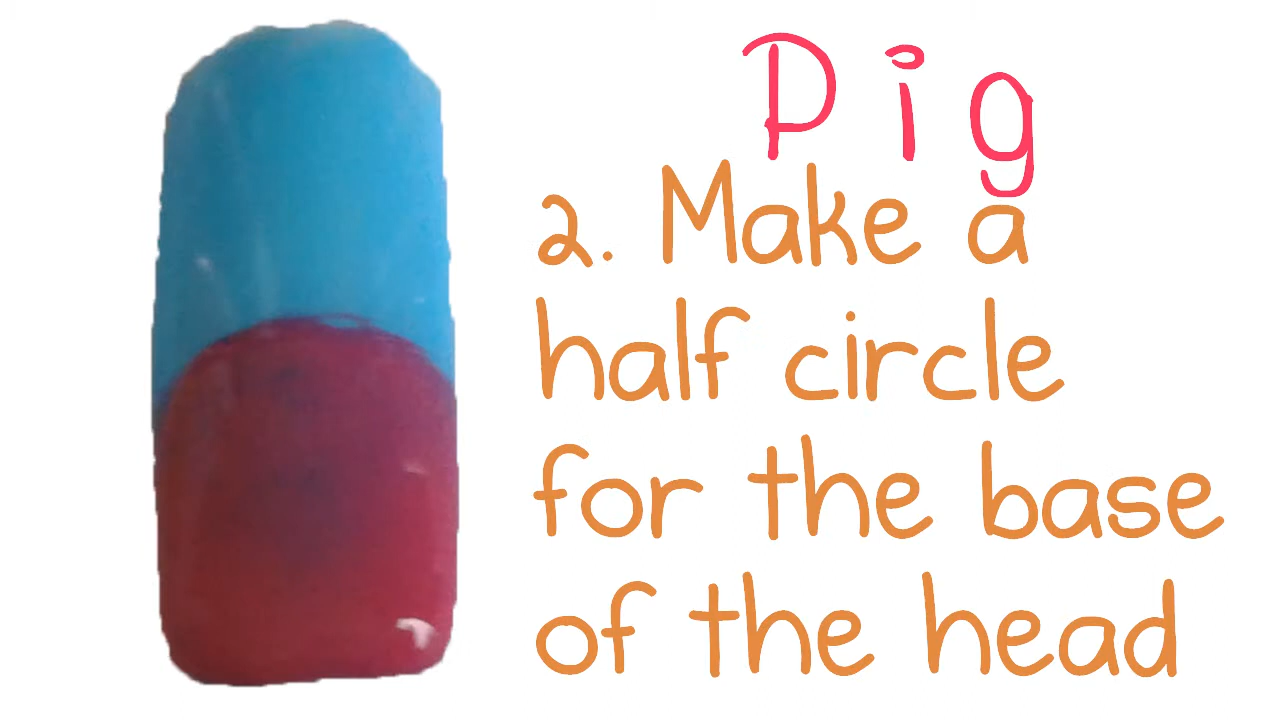 Pig
2. Make a
half circle
for the base
of the head